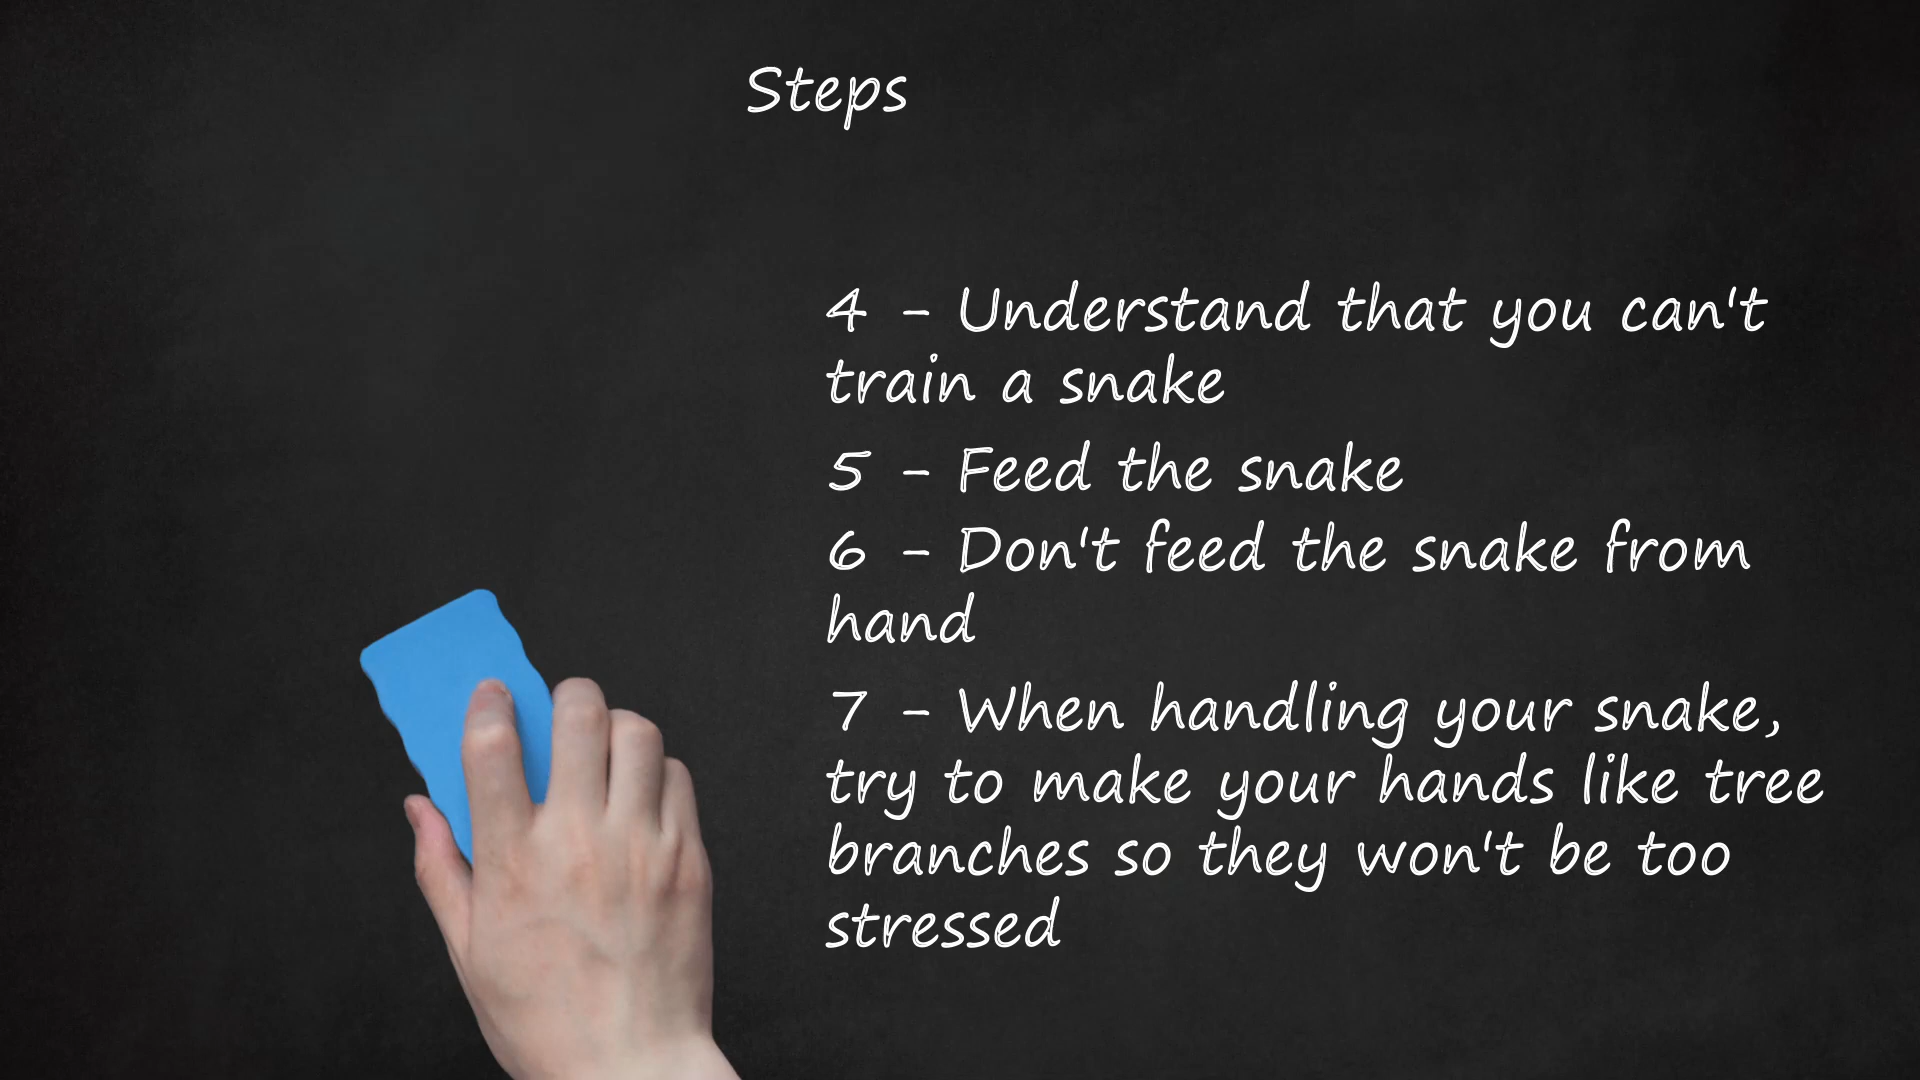 Steps
4 - Understand that you can't
train a snake
5 - Feed the snake
6 - Don't feed the snake from
hand
7 - When handling your snake,
try to make your hands like tree
branches so they won't be too
stressed